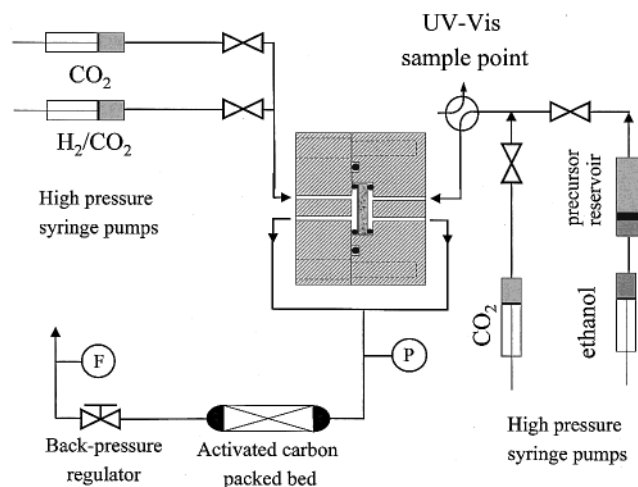 UV-Vis
sample point
CO₂
H₂/CO₂
High pressure
syringe pumps
precursor
reservoir
CO₂
ethanol
F
P
Back-pressure
regulator
Activated carbon
packed bed
High pressure
syringe pumps